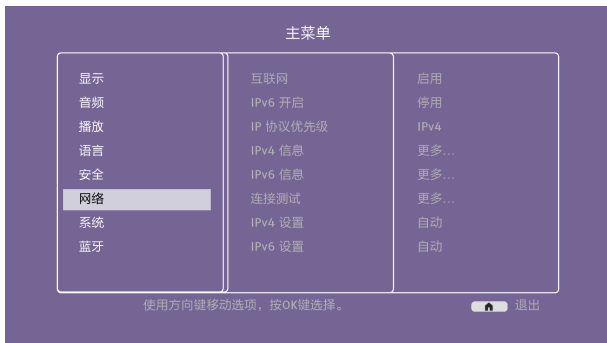 主菜单
显示 互联网 启用
音频 IPv6 开启 停用
播放 IP 协议优先级 IPv4
语言 IPv4 信息 更多...
安全 IPv6 信息 更多...
网络 连接测试 更多...
系统 IPv4 设置 自动
蓝牙 IPv6 设置 自动
使用方向键移动选项，按OK键选择。 退出